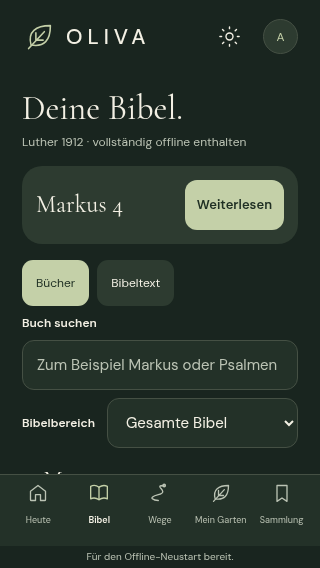 OLIVA
A
Deine Bibel.
Luther 1912 · vollständig offline enthalten
Markus 4
Weiterlesen
Bücher
Bibeltext
Buch suchen
Zum Beispiel Markus oder Psalmen
Bibelbereich
Gesamte Bibel
Heute
Bibel
Wege
Mein Garten
Sammlung
Für den Offline-Neustart bereit.